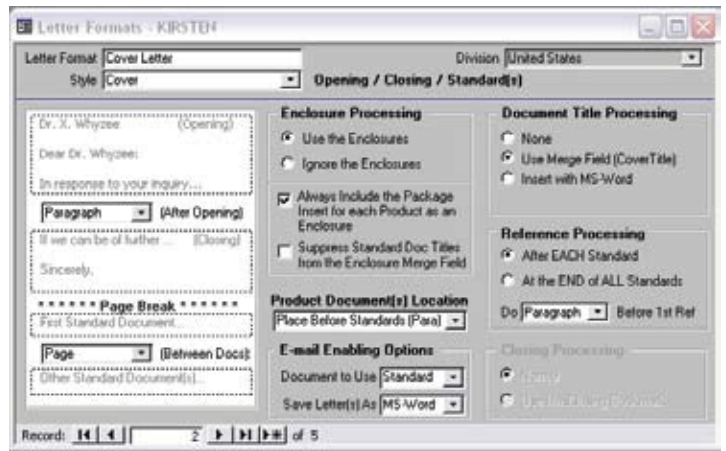 Letter Formats - KIRSTEN
Letter Format Cover Letter
Division United States
Style Cover
Opening / Closing / Standard(s)
Dr. X. Whyzee (Opening)
Dear Dr. Whyzee:
In response to your inquiry...
Paragraph (After Opening)
If we can be of further ... (Closing)
Sincerely,
* * * * * * Page Break * * * * * *
First Standard Document...
Page (Between Docs)
Other Standard Document(s)...
Enclosure Processing
Use the Enclosures
Ignore the Enclosures
Always Include the Package
Insert for each Product as an
Enclosure
Suppress Standard Doc Titles
from the Enclosure Merge Field
Product Document(s) Location
Place Before Standards (Para)
E-mail Enabling Options
Document to Use Standard
Save Letter(s) As MS-Word
Document Title Processing
None
Use Merge Field (CoverTitle)
Insert with MS-Word
Reference Processing
After EACH Standard
At the END of ALL Standards
Do Paragraph Before 1st Ref
Closing Processing
Record: 2 of 5